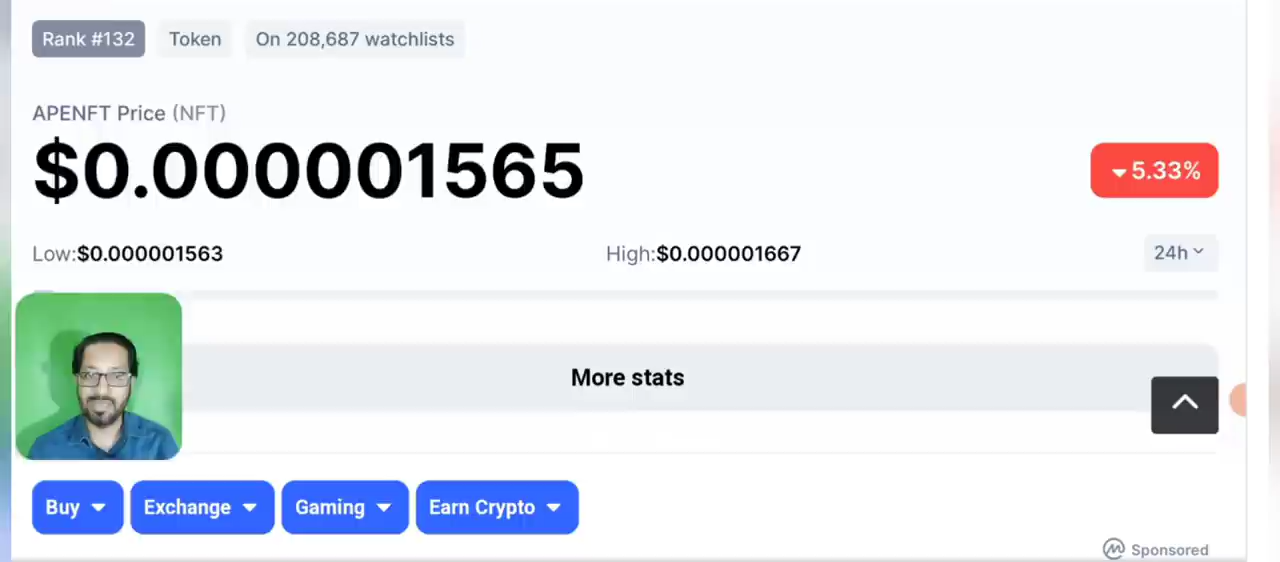 Rank #132 Token On 208,687 watchlists
APENFT Price (NFT)
$0.000001565 5.33%
Low:$0.000001563 High:$0.000001667 24h
More stats
Buy Exchange Gaming Earn Crypto
Sponsored